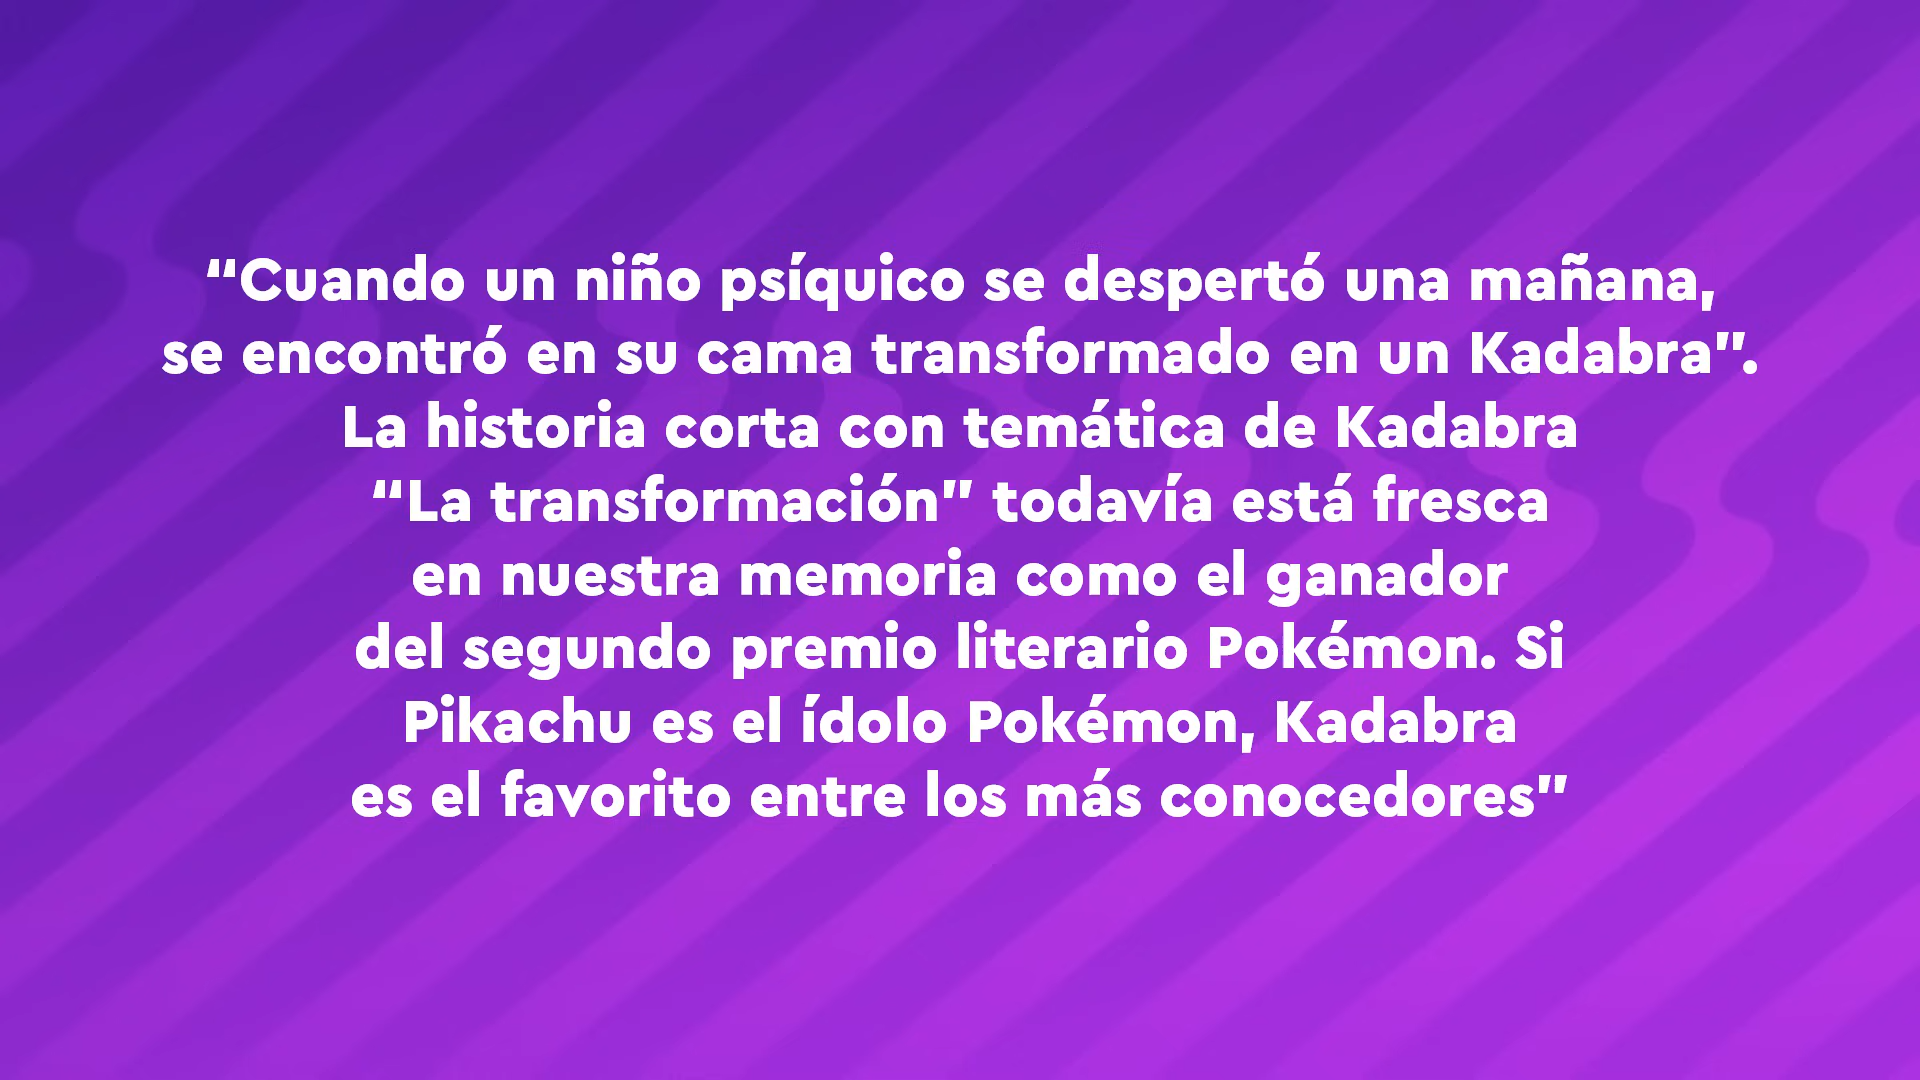 “Cuando un niño psíquico se despertó una mañana,
se encontró en su cama transformado en un Kadabra”.
La historia corta con temática de Kadabra
“La transformación” todavía está fresca
en nuestra memoria como el ganador
del segundo premio literario Pokémon. Si
Pikachu es el ídolo Pokémon, Kadabra
es el favorito entre los más conocedores”